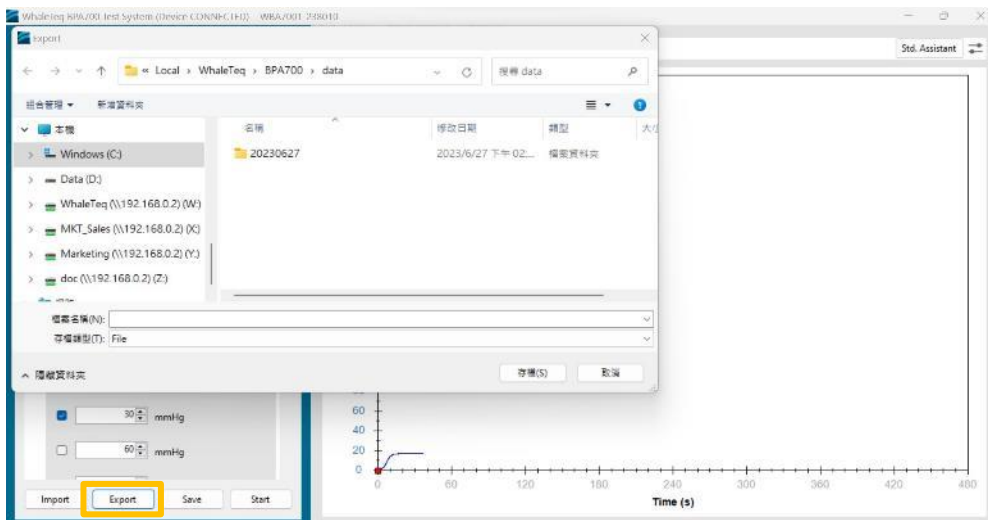 WhaleTeq BPA700 Test System (Device CONNECTED) WBA7001-238010
Export
Std. Assistant
« Local › WhaleTeq › BPA700 › data
搜尋 data
組合管理
新增資料夾
本機
名稱
修改日期
類型
Windows (C:)
20230627
2023/6/27 下午 02:...
檔案資料夾
Data (D:)
WhaleTeq (\\192.168.0.2) (W:)
MKT_Sales (\\192.168.0.2) (X:)
Marketing (\\192.168.0.2) (Y:)
doc (\\192.168.0.2) (Z:)
檔案名稱(N):
存檔類型(T): File
隱藏資料夾
存檔(S)
取消
30 mmHg
60 mmHg
Import
Export
Save
Start
60
40
20
0
0 60 120 180 240 300 360 420 480
Time (s)